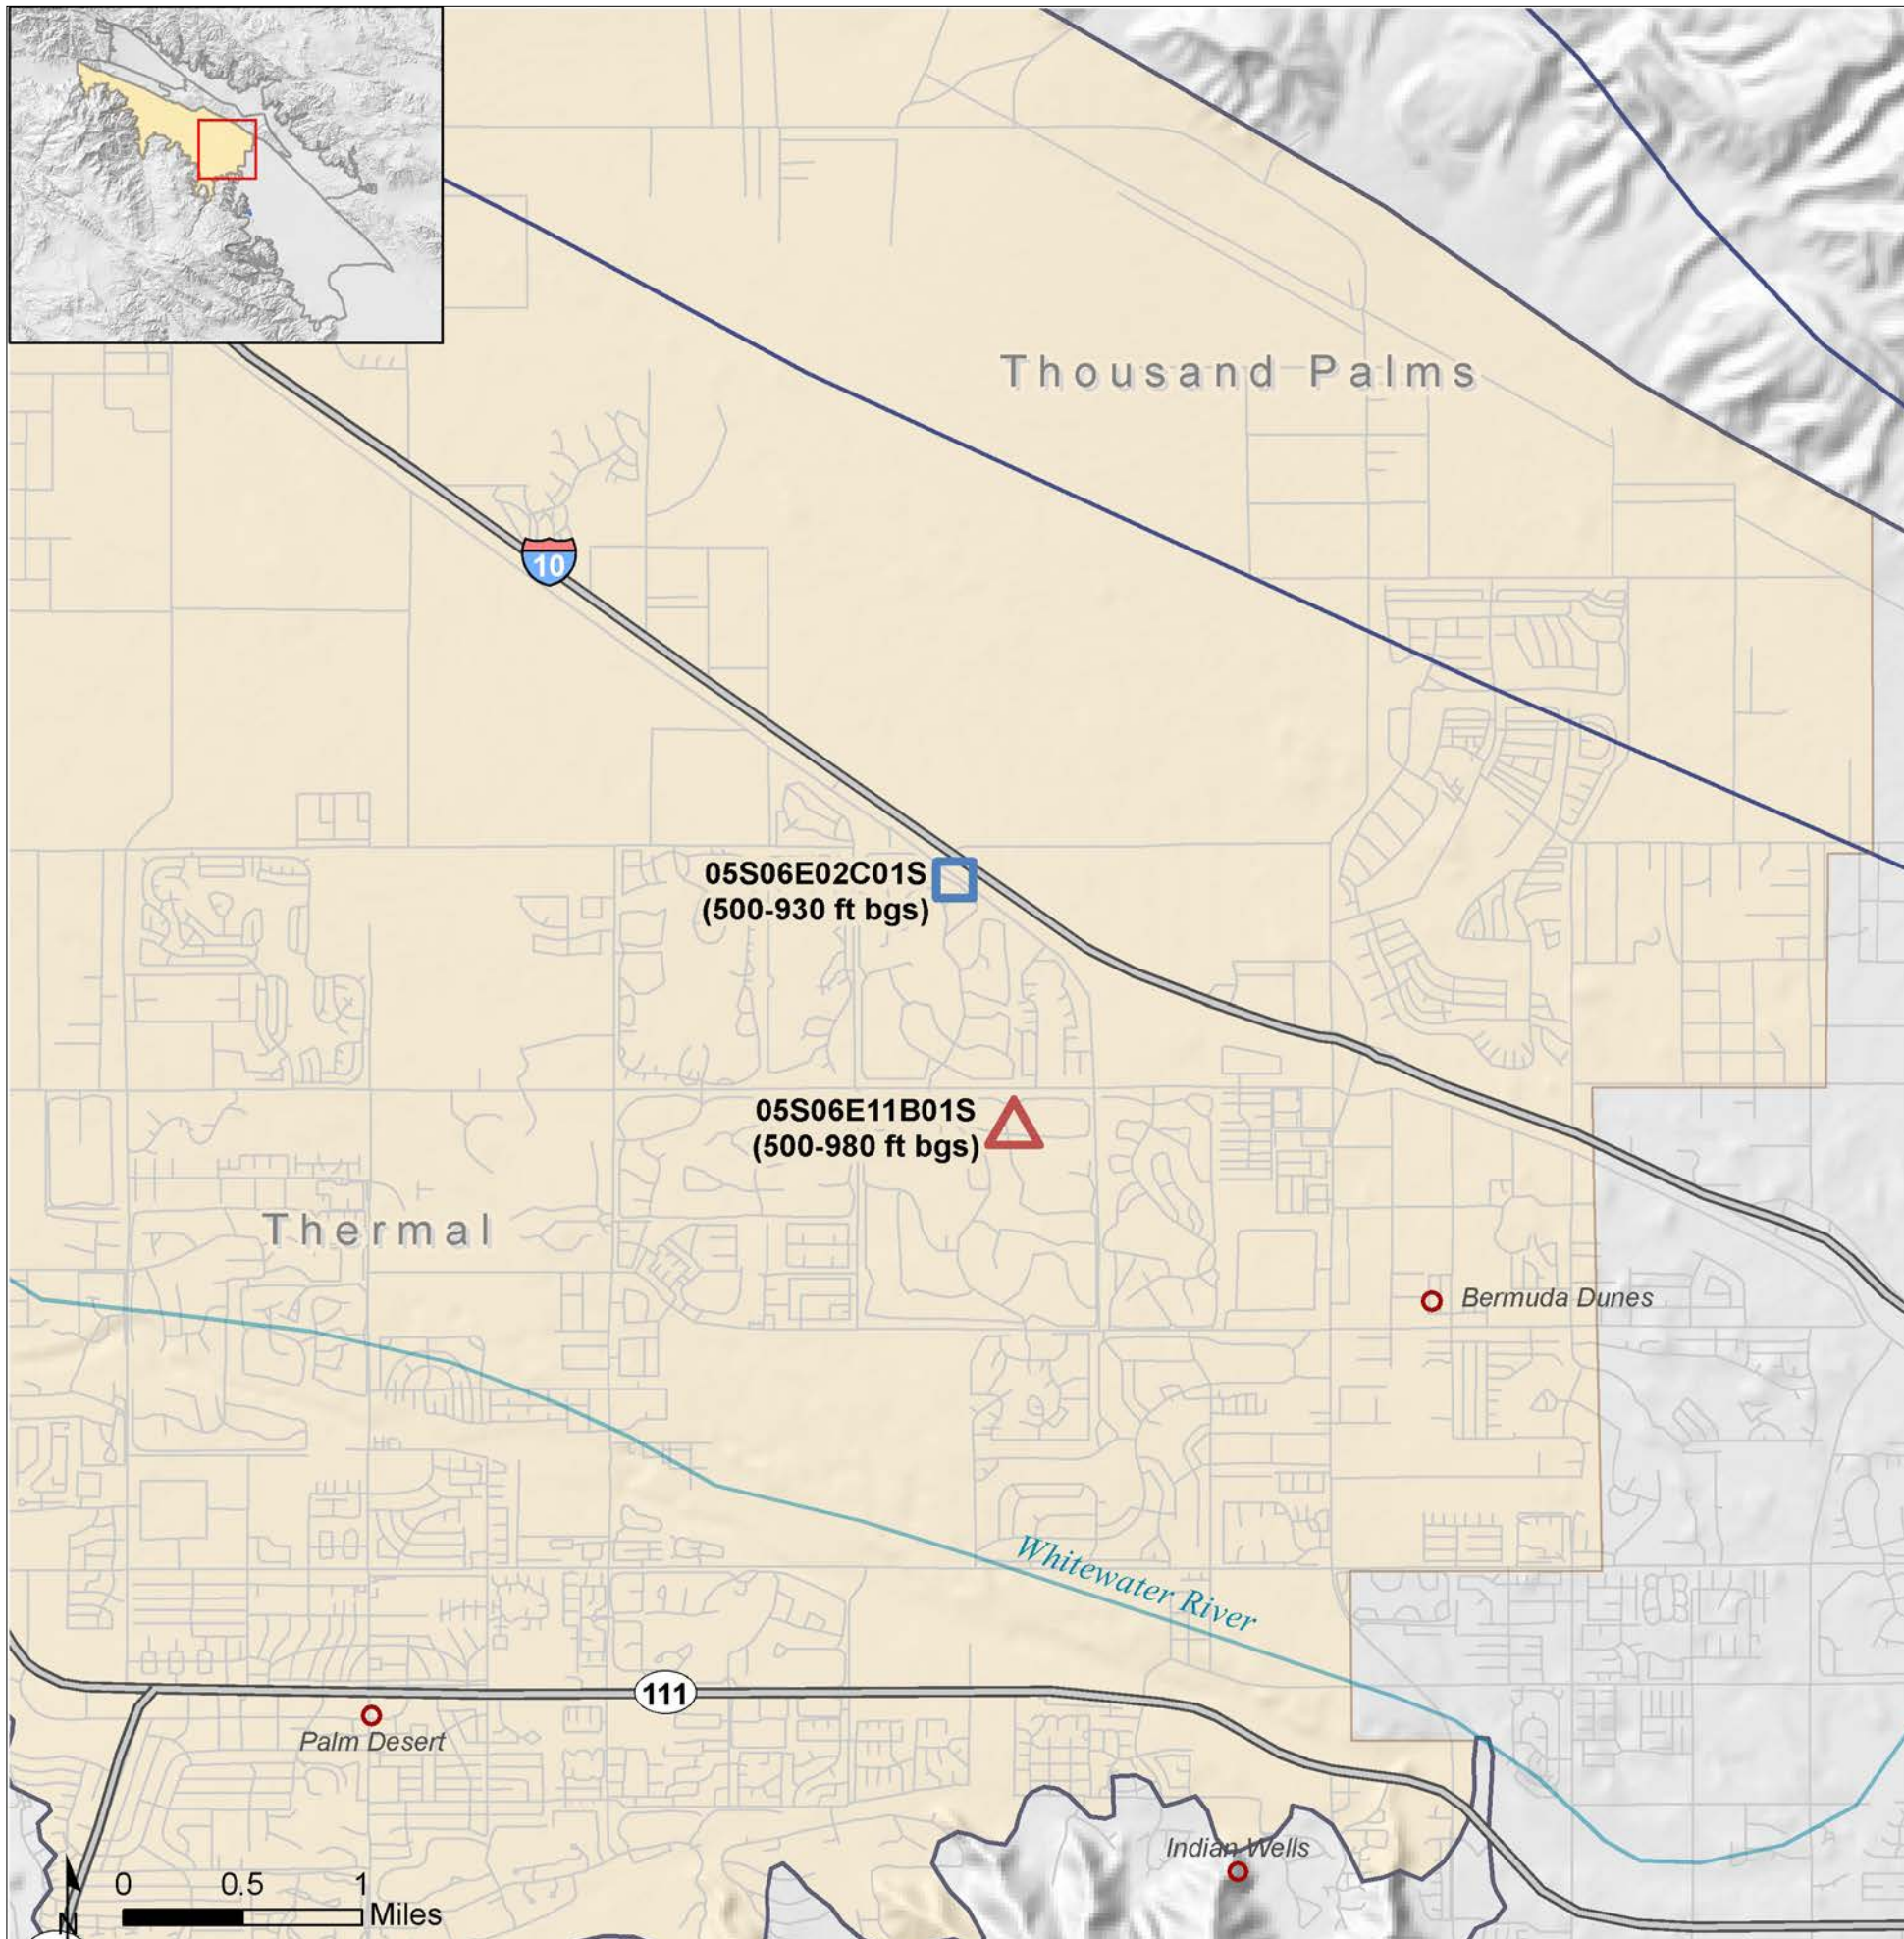 Thousand Palms
10
05S06E02C01S
(500-930 ft bgs)
05S06E11B01S
(500-980 ft bgs)
Thermal
Bermuda Dunes
Whitewater River
111
Palm Desert
Indian Wells
0 0.5 1
Miles
N